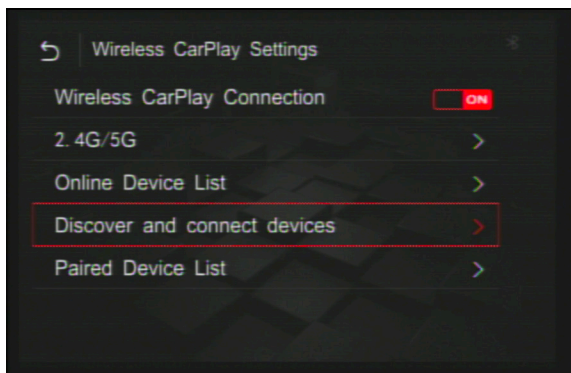 Wireless CarPlay Settings
Wireless CarPlay Connection ON
2.4G/5G
Online Device List
Discover and connect devices
Paired Device List